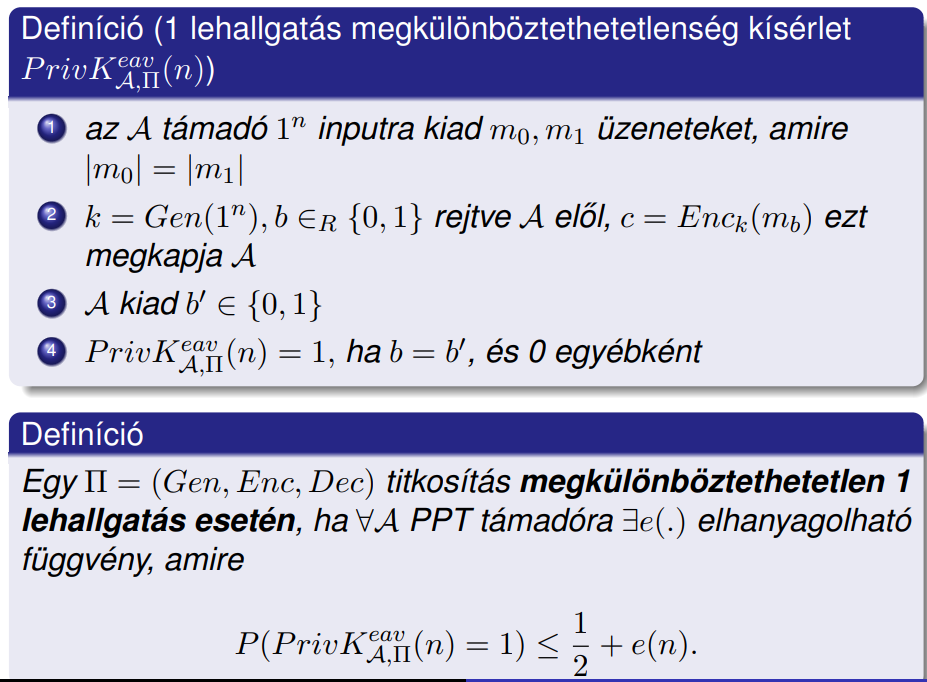 Definíció (1 lehallgatás megkülönböztethetetlenség kísérlet
$PrivK^{eav}_{\mathcal{A},\Pi}(n)$)
1 az $\mathcal{A}$ támadó $1^n$ inputra kiad $m_0, m_1$ üzeneteket, amire
$|m_0| = |m_1|$
2 $k = Gen(1^n), b \in_R \{0, 1\}$ rejtve $\mathcal{A}$ elől, $c = Enc_k(m_b)$ ezt
megkapja $\mathcal{A}$
3 $\mathcal{A}$ kiad $b' \in \{0, 1\}$
4 $PrivK^{eav}_{\mathcal{A},\Pi}(n) = 1$, ha $b = b'$, és 0 egyébként
Definíció
Egy $\Pi = (Gen, Enc, Dec)$ titkosítás megkülönböztethetetlen 1
lehallgatás esetén, ha $\forall \mathcal{A}$ PPT támadóra $\exists e(.)$ elhanyagolható
függvény, amire
$P(PrivK^{eav}_{\mathcal{A},\Pi}(n) = 1) \leq \frac{1}{2} + e(n).$